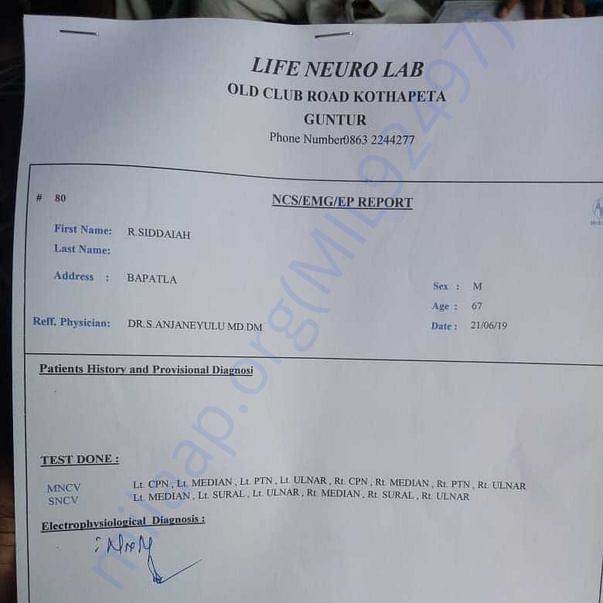 LIFE NEURO LAB
OLD CLUB ROAD KOTHAPETA
GUNTUR
Phone Number0863 2244277
# 80
NCS/EMG/EP REPORT
First Name: R.SIDDAIAH
Last Name:
Address : BAPATLA
Sex : M
Age : 67
Reff. Physician: DR.S.ANJANEYULU MD.DM
Date : 21/06/19
Patients History and Provisional Diagnosi
TEST DONE :
MNCV Lt. CPN , Lt. MEDIAN , Lt. PTN , Lt. ULNAR , Rt. CPN , Rt. MEDIAN , Rt. PTN , Rt. ULNAR
SNCV Lt. MEDIAN , Lt. SURAL , Lt. ULNAR , Rt. MEDIAN , Rt. SURAL , Rt. ULNAR
Electrophysiological Diagnosis :
milaap.org(MIL92497)